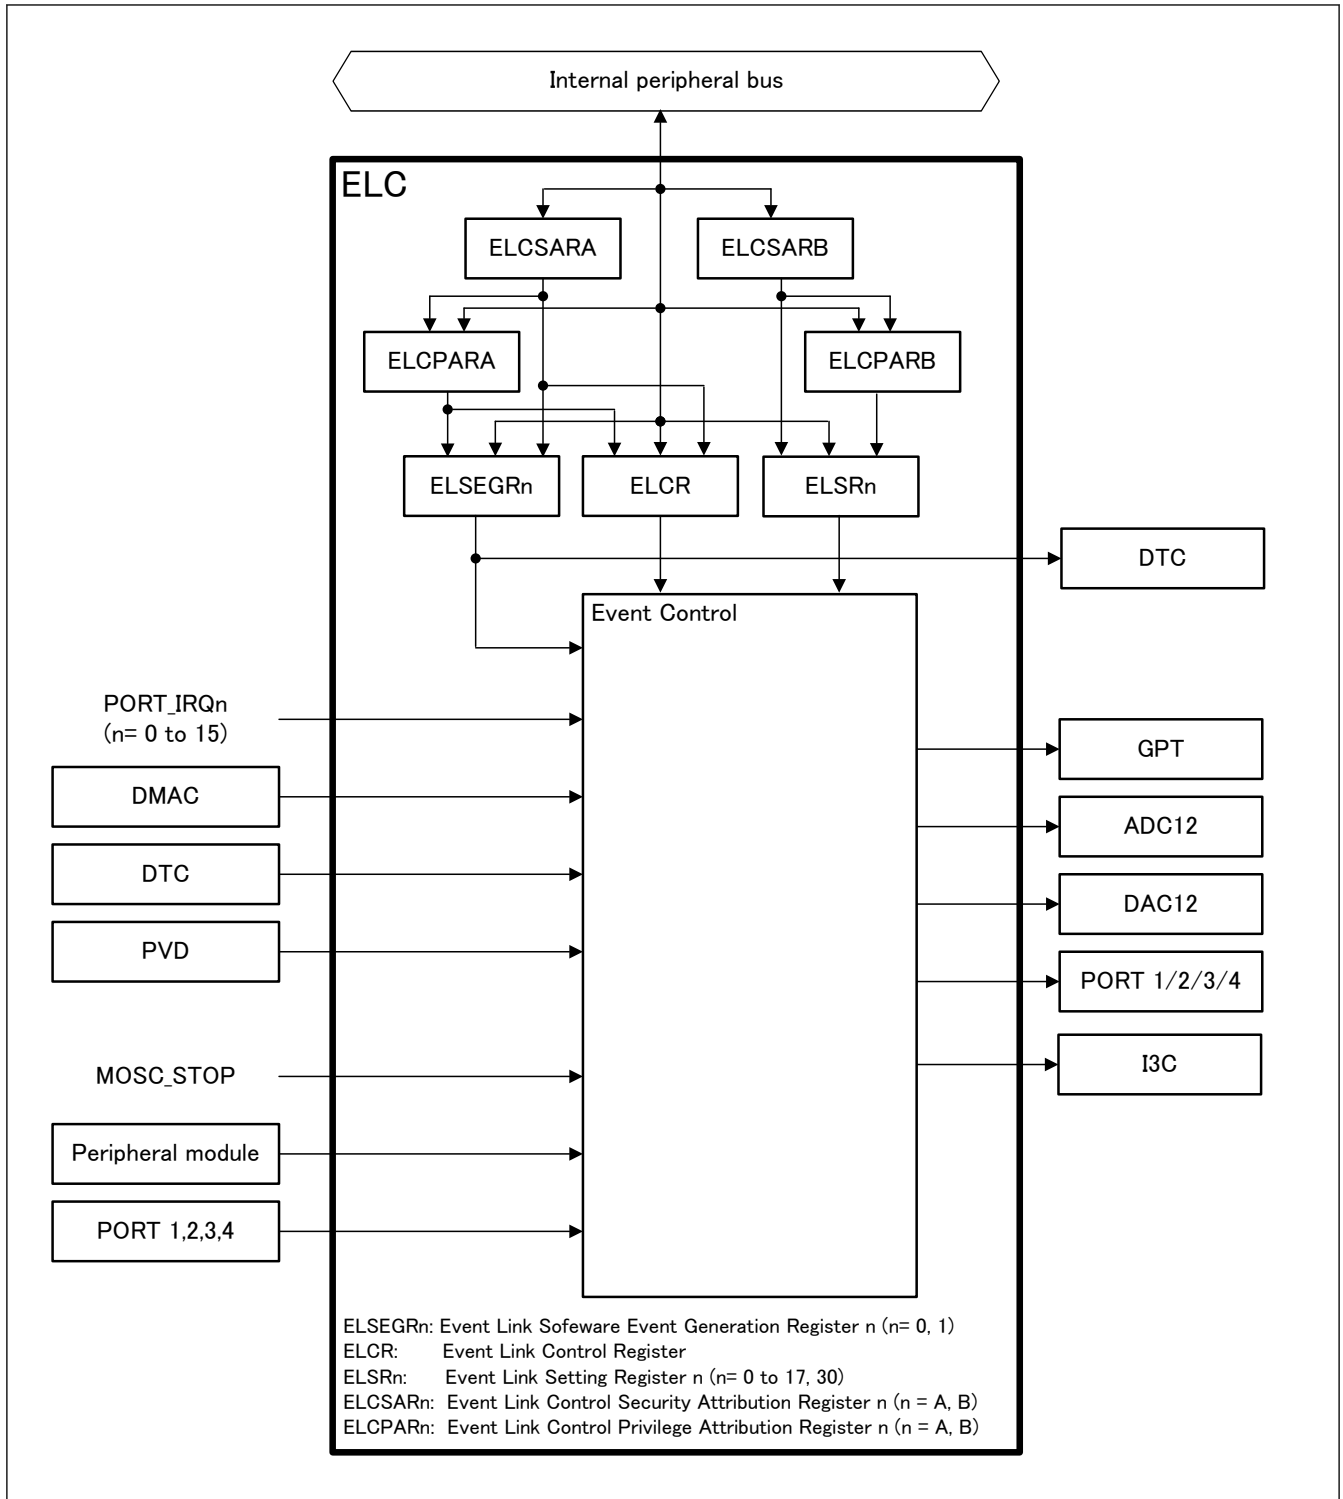 Internal peripheral bus
ELC
ELCSARA
ELCSARB
ELCPARA
ELCPARB
ELSEGRn
ELCR
ELSRn
DTC
Event Control
PORT_IRQn
(n= 0 to 15)
GPT
DMAC
ADC12
DTC
DAC12
PVD
PORT 1/2/3/4
I3C
MOSC_STOP
Peripheral module
PORT 1,2,3,4
ELSEGRn: Event Link Sofeware Event Generation Register n (n= 0, 1)
ELCR: Event Link Control Register
ELSRn: Event Link Setting Register n (n= 0 to 17, 30)
ELCSARn: Event Link Control Security Attribution Register n (n = A, B)
ELCPARn: Event Link Control Privilege Attribution Register n (n = A, B)